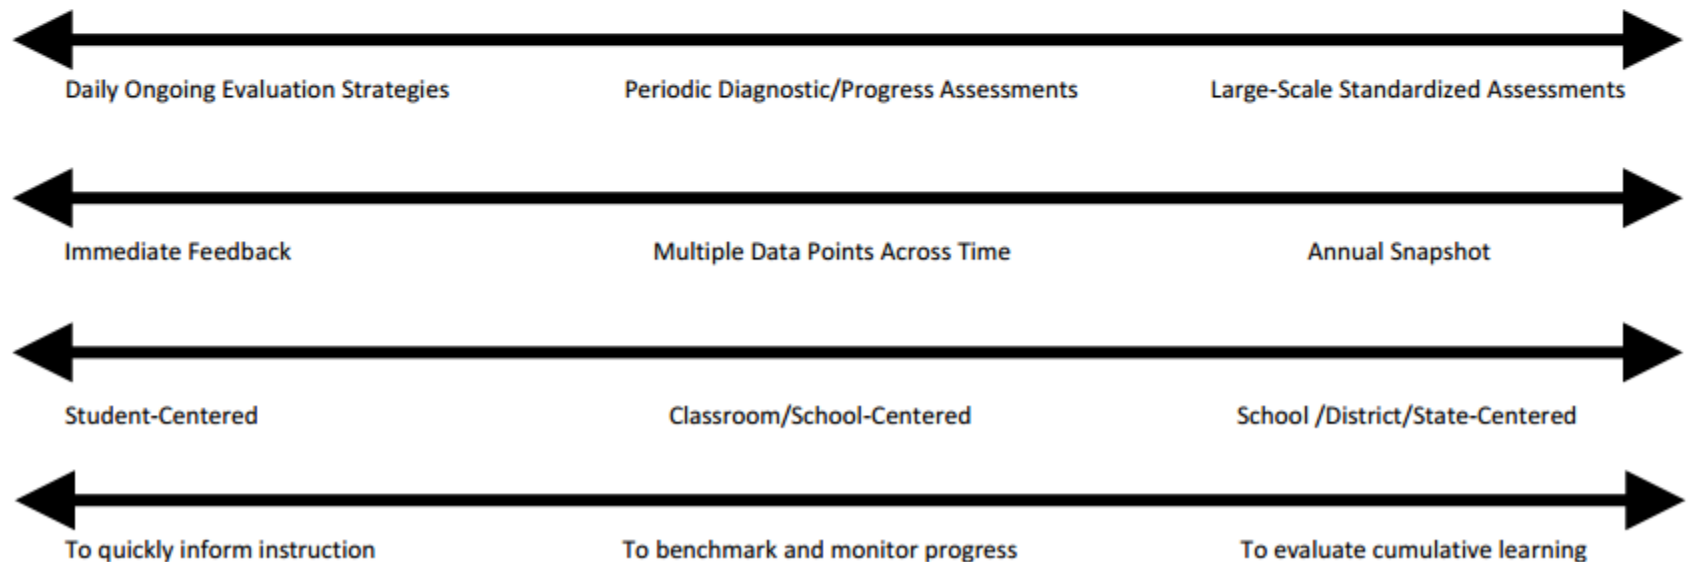 Daily Ongoing Evaluation Strategies Periodic Diagnostic/Progress Assessments Large-Scale Standardized Assessments
Immediate Feedback Multiple Data Points Across Time Annual Snapshot
Student-Centered Classroom/School-Centered School /District/State-Centered
To quickly inform instruction To benchmark and monitor progress To evaluate cumulative learning